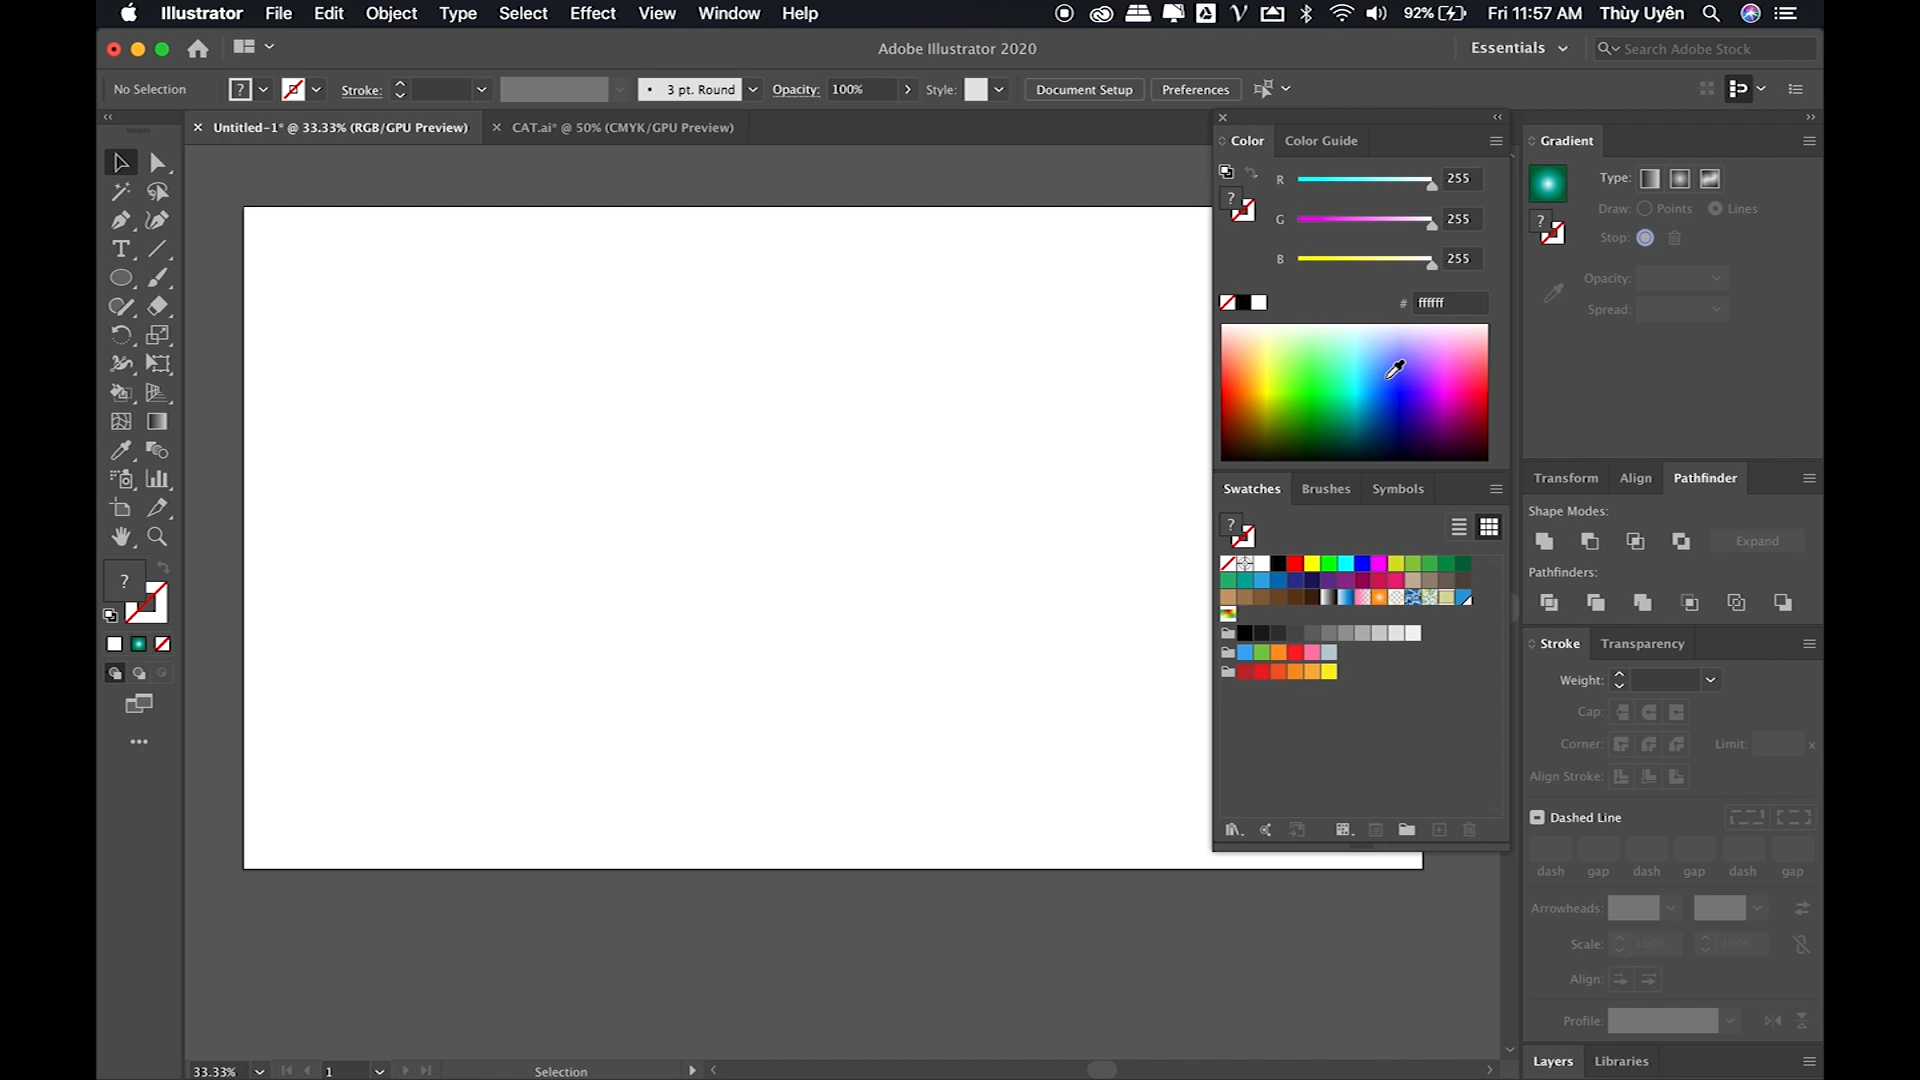 Illustrator File Edit Object Type Select Effect View Window Help 92% Fri 11:57 AM Thùy Uyên
Adobe Illustrator 2020 Essentials Search Adobe Stock
No Selection ? Stroke: 3 pt. Round Opacity: 100% Style: Document Setup Preferences
Untitled-1* @ 33.33% (RGB/GPU Preview) CAT.ai* @ 50% (CMYK/GPU Preview)
Color Color Guide
R 255
G 255
B 255
# ffffff
Swatches Brushes Symbols
Gradient
Type:
Draw: Points Lines
Stop:
Opacity:
Spread:
Transform Align Pathfinder
Shape Modes:
Expand
Pathfinders:
Stroke Transparency
Weight:
Cap:
Corner: Limit: x
Align Stroke:
Dashed Line
dash gap dash gap dash gap
Arrowheads:
Scale: 100% 100%
Align:
Profile:
Layers Libraries
33.33% 1 Selection